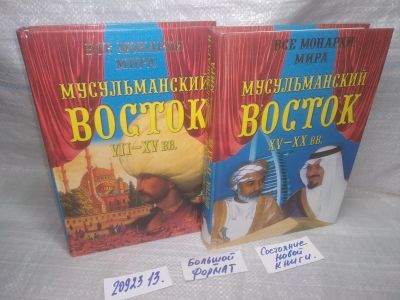 ВСЕ МОНАРХИ
МИРА
МУСУЛЬМАНСКИЙ
ВОСТОК
VII—XV ВВ.
ВСЕ МОНАРХИ
МИРА
МУСУЛЬМАНСКИЙ
ВОСТОК
XV—XX ВВ.
2092313.
Большой
формат
Состояние
новой
книги.